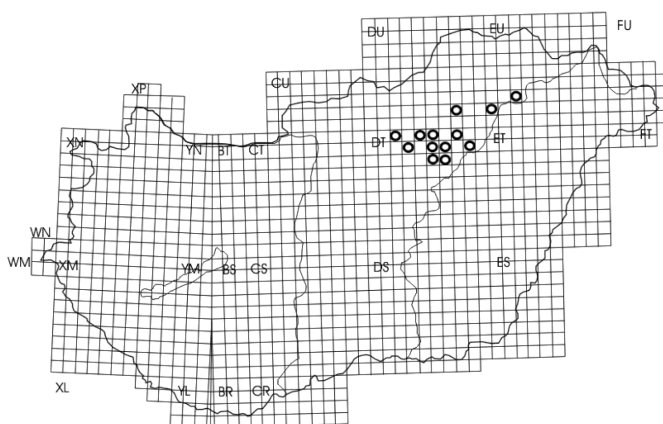 DU EU FU
XP CU
XN YN BT CT DT ET FT
WN
WM XM YM BS CS DS ES
XL YL BR CR